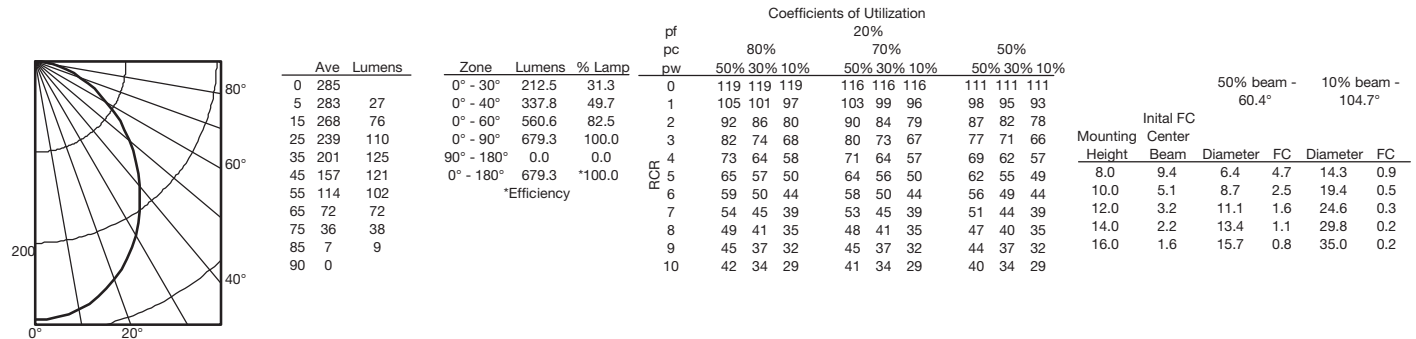 80°
60°
40°
200
0° 20°
Ave Lumens
0 285
5 283 27
15 268 76
25 239 110
35 201 125
45 157 121
55 114 102
65 72 72
75 36 38
85 7 9
90 0
Zone Lumens % Lamp
0° - 30° 212.5 31.3
0° - 40° 337.8 49.7
0° - 60° 560.6 82.5
0° - 90° 679.3 100.0
90° - 180° 0.0 0.0
0° - 180° 679.3 *100.0
*Efficiency
Coefficients of Utilization
pf 20%
pc 80% 70% 50%
pw 50% 30% 10% 50% 30% 10% 50% 30% 10%
RCR
0 119 119 119 116 116 116 111 111 111
1 105 101 97 103 99 96 98 95 93
2 92 86 80 90 84 79 87 82 78
3 82 74 68 80 73 67 77 71 66
4 73 64 58 71 64 57 69 62 57
5 65 57 50 64 56 50 62 55 49
6 59 50 44 58 50 44 56 49 44
7 54 45 39 53 45 39 51 44 39
8 49 41 35 48 41 35 47 40 35
9 45 37 32 45 37 32 44 37 32
10 42 34 29 41 34 29 40 34 29
50% beam - 10% beam -
60.4° 104.7°
Inital FC
Mounting Center
Height Beam Diameter FC Diameter FC
8.0 9.4 6.4 4.7 14.3 0.9
10.0 5.1 8.7 2.5 19.4 0.5
12.0 3.2 11.1 1.6 24.6 0.3
14.0 2.2 13.4 1.1 29.8 0.2
16.0 1.6 15.7 0.8 35.0 0.2